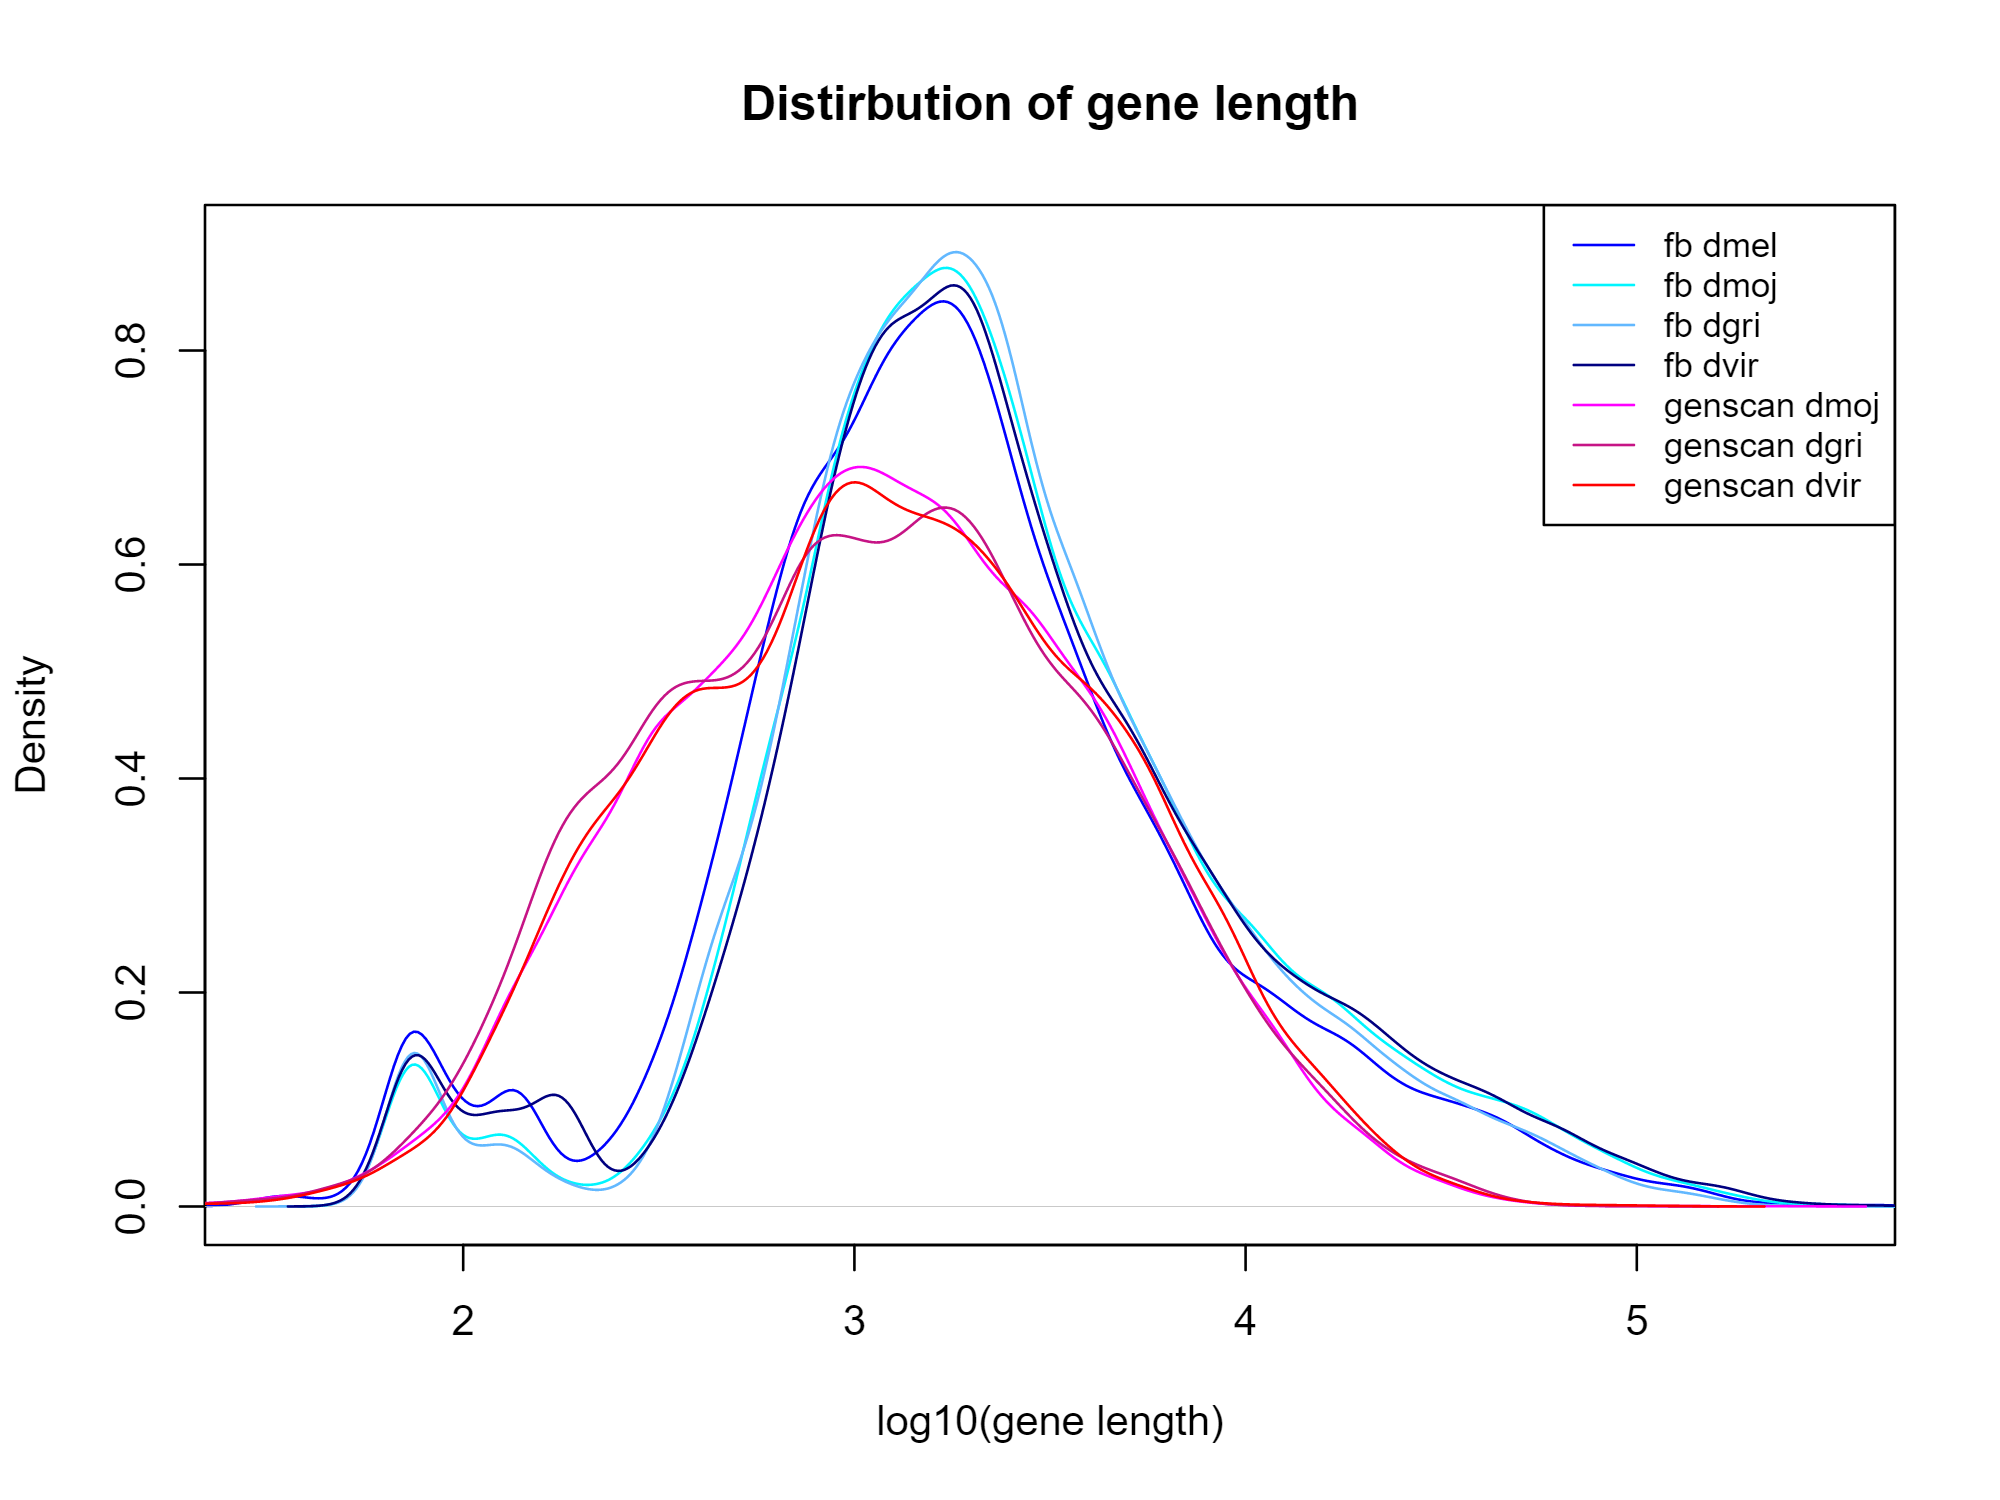 Distirbution of gene length
fb dmel
fb dmoj
fb dgri
fb dvir
genscan dmoj
genscan dgri
genscan dvir
Density
0.8
0.6
0.4
0.2
0.0
2 3 4 5
log10(gene length)